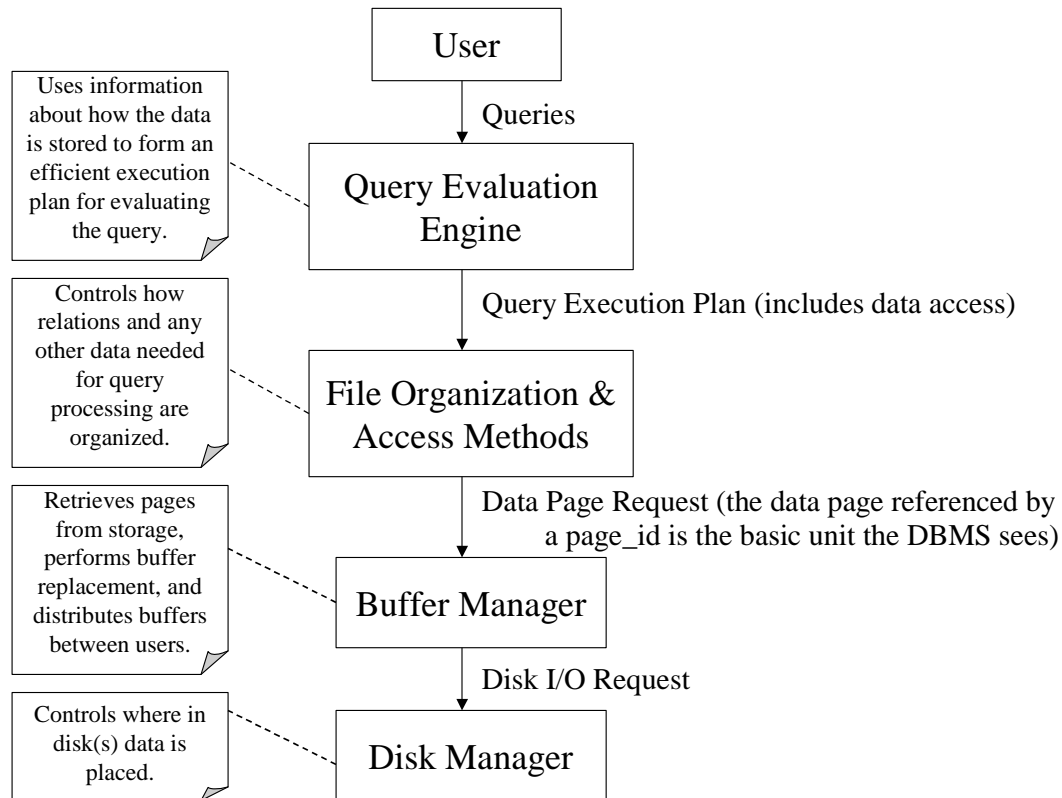 User
Queries
Uses information
about how the data
is stored to form an
efficient execution
plan for evaluating
the query.
Query Evaluation
Engine
Query Execution Plan (includes data access)
Controls how
relations and any
other data needed
for query
processing are
organized.
File Organization &
Access Methods
Data Page Request (the data page referenced by
a page_id is the basic unit the DBMS sees)
Retrieves pages
from storage,
performs buffer
replacement, and
distributes buffers
between users.
Buffer Manager
Disk I/O Request
Controls where in
disk(s) data is
placed.
Disk Manager